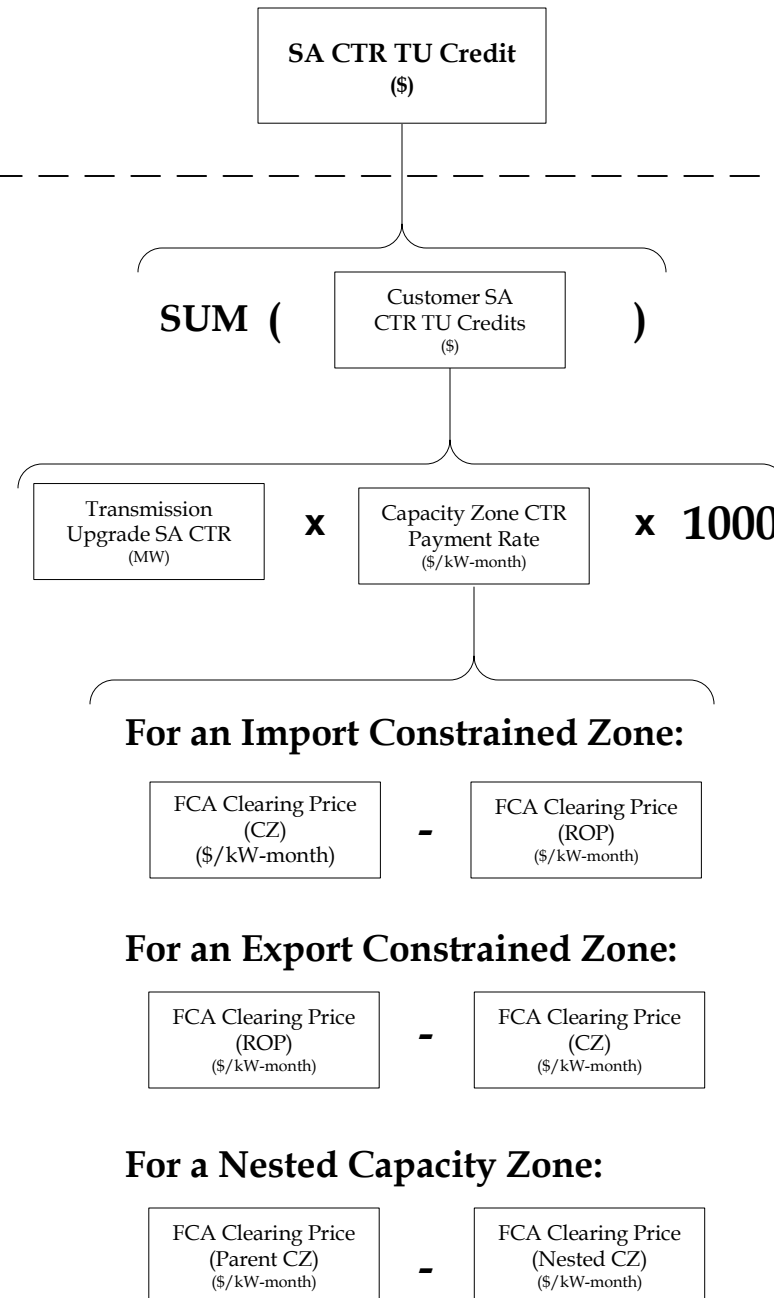 SA CTR TU Credit
($)
SUM (
Customer SA
CTR TU Credits
($)
)
Transmission
Upgrade SA CTR
(MW)
x
Capacity Zone CTR
Payment Rate
($/kW-month)
x 1000
For an Import Constrained Zone:
FCA Clearing Price
(CZ)
($/kW-month)
-
FCA Clearing Price
(ROP)
($/kW-month)
For an Export Constrained Zone:
FCA Clearing Price
(ROP)
($/kW-month)
-
FCA Clearing Price
(CZ)
($/kW-month)
For a Nested Capacity Zone:
FCA Clearing Price
(Parent CZ)
($/kW-month)
-
FCA Clearing Price
(Nested CZ)
($/kW-month)